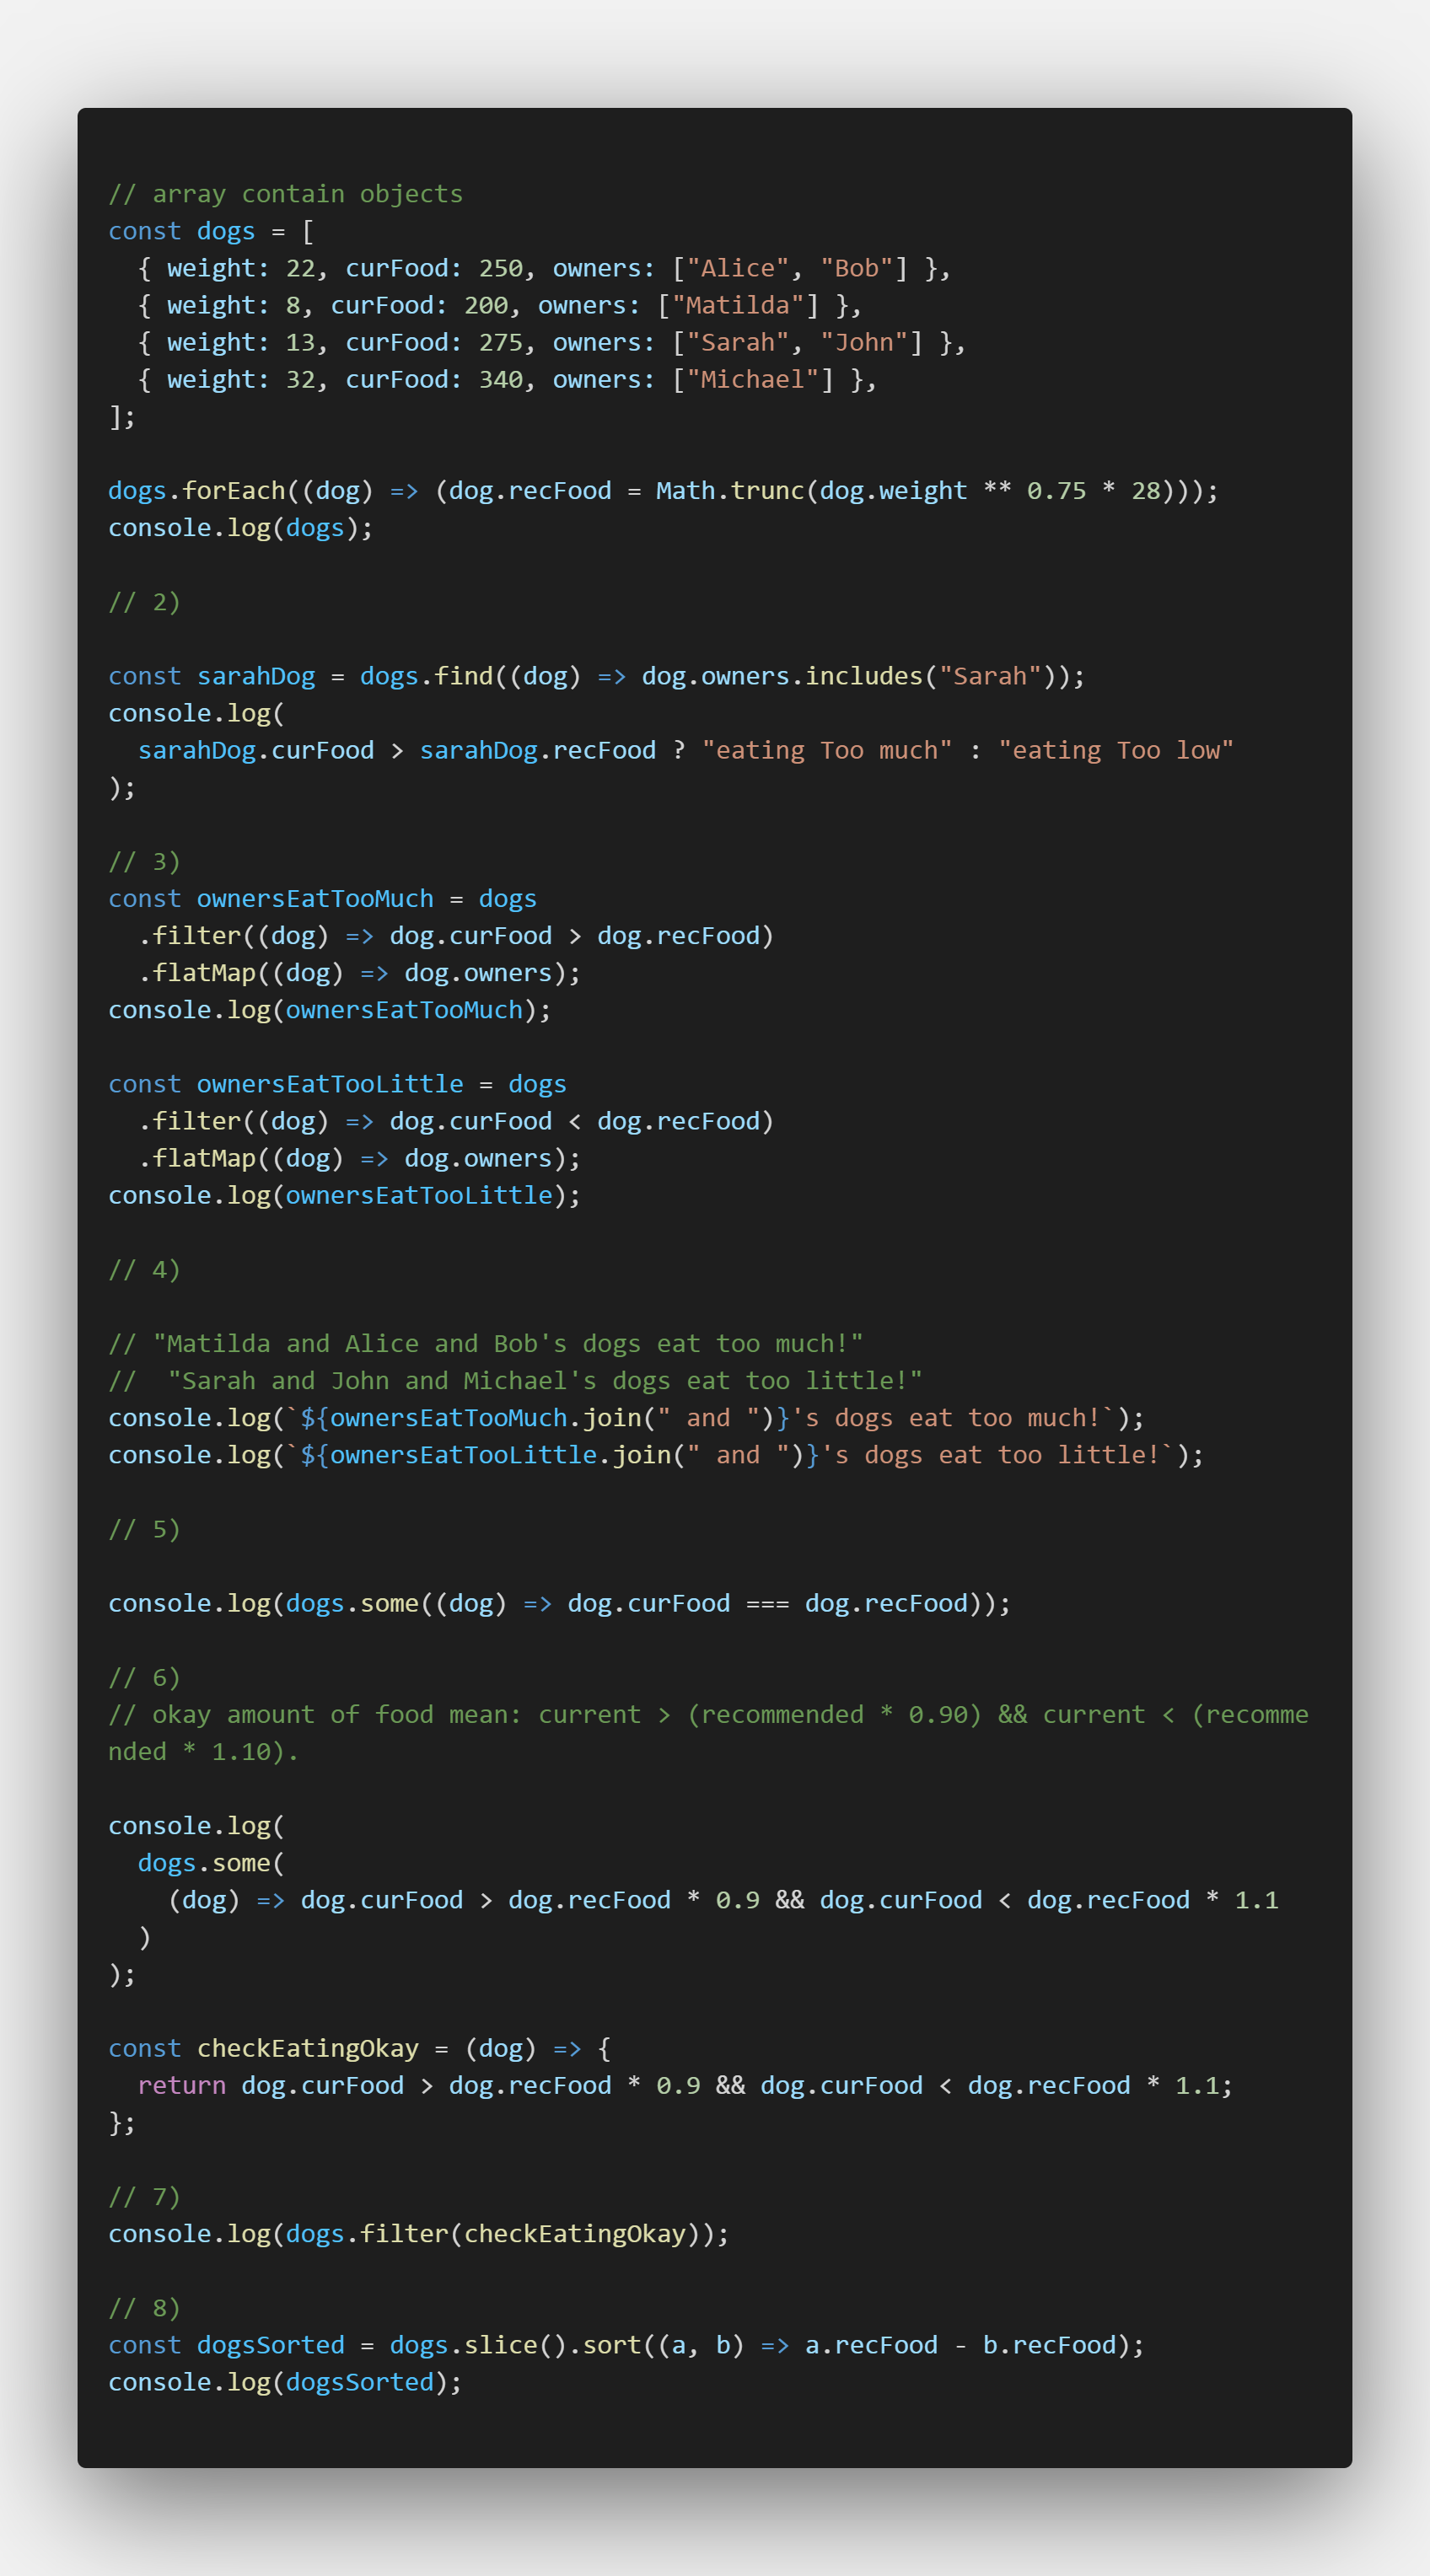 // array contain objects
const dogs = [
  { weight: 22, curFood: 250, owners: ["Alice", "Bob"] },
  { weight: 8, curFood: 200, owners: ["Matilda"] },
  { weight: 13, curFood: 275, owners: ["Sarah", "John"] },
  { weight: 32, curFood: 340, owners: ["Michael"] },
];

dogs.forEach((dog) => (dog.recFood = Math.trunc(dog.weight ** 0.75 * 28)));
console.log(dogs);

// 2)

const sarahDog = dogs.find((dog) => dog.owners.includes("Sarah"));
console.log(
  sarahDog.curFood > sarahDog.recFood ? "eating Too much" : "eating Too low"
);

// 3)
const ownersEatTooMuch = dogs
  .filter((dog) => dog.curFood > dog.recFood)
  .flatMap((dog) => dog.owners);
console.log(ownersEatTooMuch);

const ownersEatTooLittle = dogs
  .filter((dog) => dog.curFood < dog.recFood)
  .flatMap((dog) => dog.owners);
console.log(ownersEatTooLittle);

// 4)

// "Matilda and Alice and Bob's dogs eat too much!"
//  "Sarah and John and Michael's dogs eat too little!"
console.log(`${ownersEatTooMuch.join(" and ")}'s dogs eat too much!`);
console.log(`${ownersEatTooLittle.join(" and ")}'s dogs eat too little!`);

// 5)

console.log(dogs.some((dog) => dog.curFood === dog.recFood));

// 6)
// okay amount of food mean: current > (recommended * 0.90) && current < (recomme
nded * 1.10).

console.log(
  dogs.some(
    (dog) => dog.curFood > dog.recFood * 0.9 && dog.curFood < dog.recFood * 1.1
  )
);

const checkEatingOkay = (dog) => {
  return dog.curFood > dog.recFood * 0.9 && dog.curFood < dog.recFood * 1.1;
};

// 7)
console.log(dogs.filter(checkEatingOkay));

// 8)
const dogsSorted = dogs.slice().sort((a, b) => a.recFood - b.recFood);
console.log(dogsSorted);